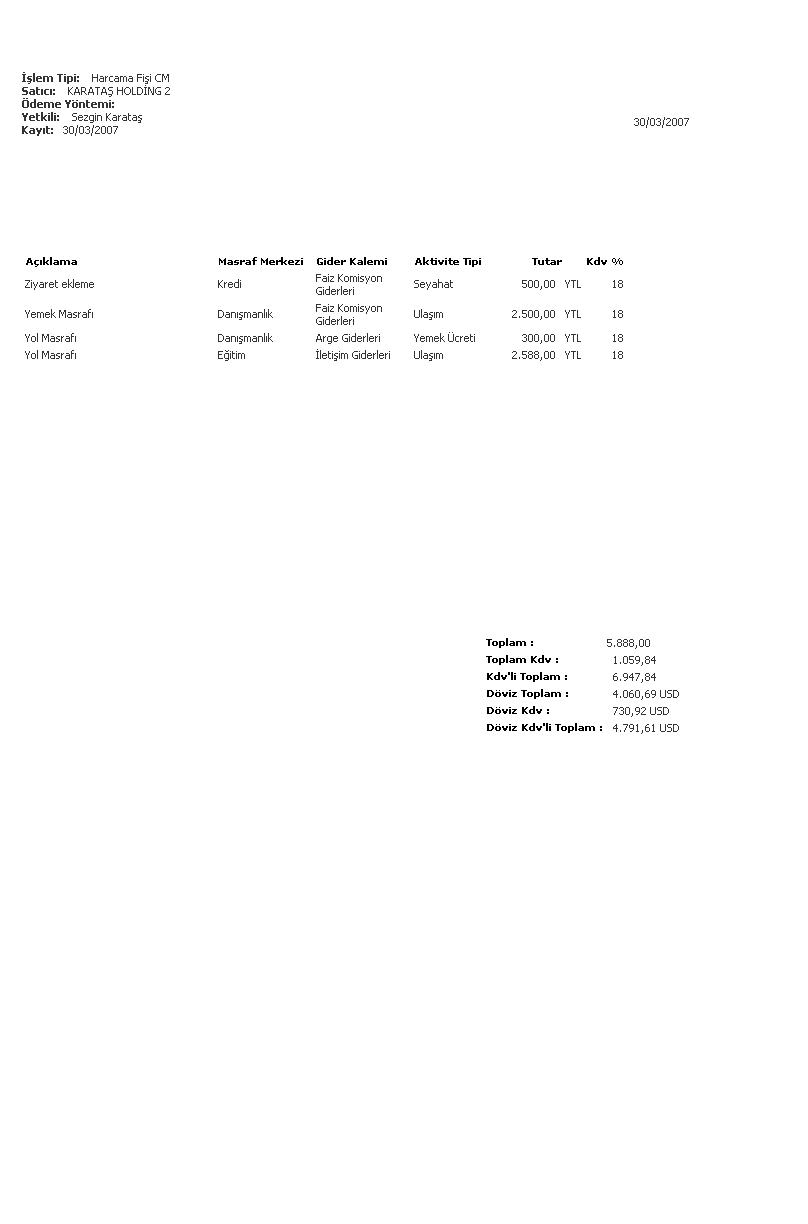 İşlem Tipi: Harcama Fişi CM
Satıcı: KARATAŞ HOLDİNG 2
Ödeme Yöntemi:
Yetkili: Sezgin Karataş
30/03/2007
Kayıt: 30/03/2007
Açıklama Masraf Merkezi Gider Kalemi Aktivite Tipi Tutar Kdv %
Ziyaret ekleme Kredi Faiz Komisyon Giderleri Seyahat 500,00 YTL 18
Yemek Masrafı Danışmanlık Faiz Komisyon Giderleri Ulaşım 2.500,00 YTL 18
Yol Masrafı Danışmanlık Arge Giderleri Yemek Ücreti 300,00 YTL 18
Yol Masrafı Eğitim İletişim Giderleri Ulaşım 2.588,00 YTL 18
Toplam : 5.888,00
Toplam Kdv : 1.059,84
Kdv'li Toplam : 6.947,84
Döviz Toplam : 4.060,69 USD
Döviz Kdv : 730,92 USD
Döviz Kdv'li Toplam : 4.791,61 USD